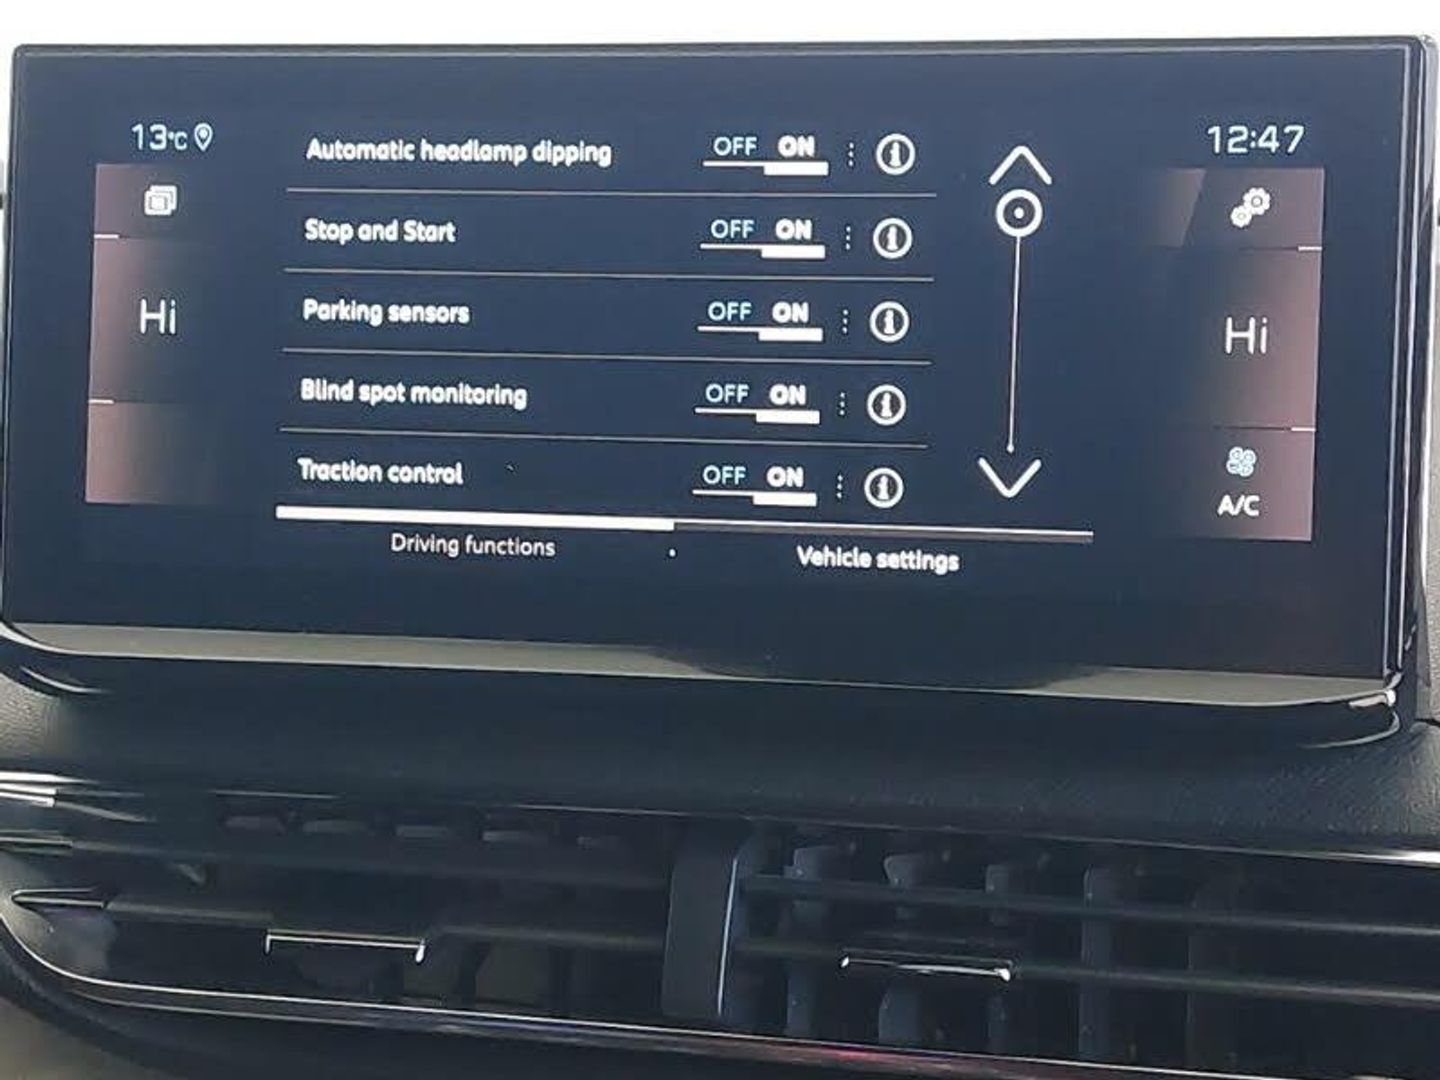 13°C
12:47
Automatic headlamp dipping OFF ON
Stop and Start OFF ON
Hi
Parking sensors OFF ON
Hi
Blind spot monitoring OFF ON
Traction control OFF ON
A/C
Driving functions
Vehicle settings